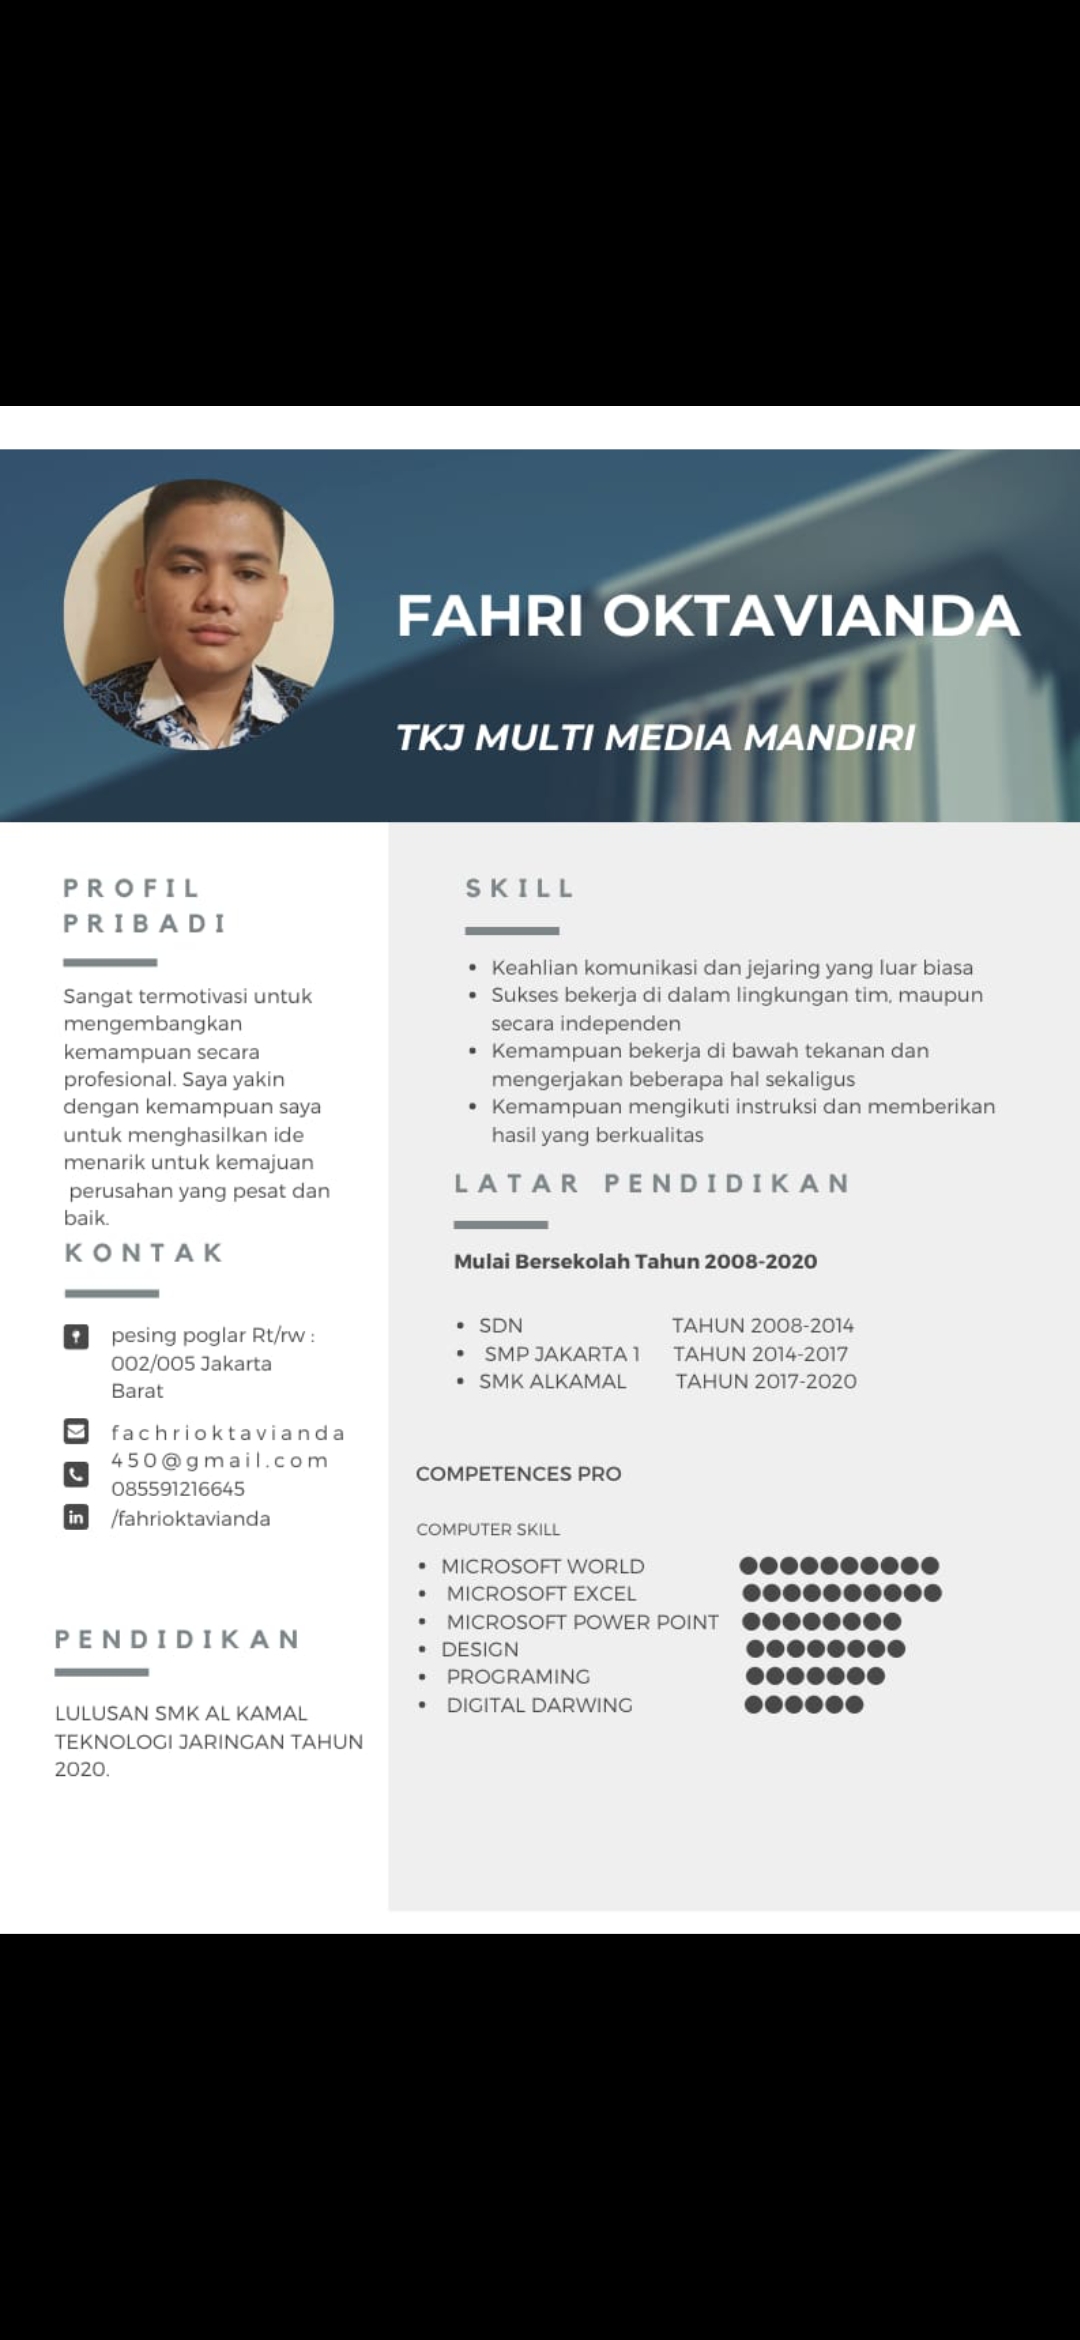 FAHRI OKTAVIANDA
TKJ MULTI MEDIA MANDIRI
PROFIL
PRIBADI
Sangat termotivasi untuk
mengembangkan
kemampuan secara
profesional. Saya yakin
dengan kemampuan saya
untuk menghasilkan ide
menarik untuk kemajuan
perusahan yang pesat dan
baik.
KONTAK
pesing poglar Rt/rw :
002/005 Jakarta
Barat
fachrioktavianda
450@gmail.com
085591216645
in /fahrioktavianda
PENDIDIKAN
LULUSAN SMK AL KAMAL
TEKNOLOGI JARINGAN TAHUN
2020.
SKILL
• Keahlian komunikasi dan jejaring yang luar biasa
• Sukses bekerja di dalam lingkungan tim, maupun
secara independen
• Kemampuan bekerja di bawah tekanan dan
mengerjakan beberapa hal sekaligus
• Kemampuan mengikuti instruksi dan memberikan
hasil yang berkualitas
LATAR PENDIDIKAN
Mulai Bersekolah Tahun 2008-2020
• SDN TAHUN 2008-2014
• SMP JAKARTA 1 TAHUN 2014-2017
• SMK ALKAMAL TAHUN 2017-2020
COMPETENCES PRO
COMPUTER SKILL
• MICROSOFT WORLD
• MICROSOFT EXCEL
• MICROSOFT POWER POINT
• DESIGN
• PROGRAMING
• DIGITAL DARWING